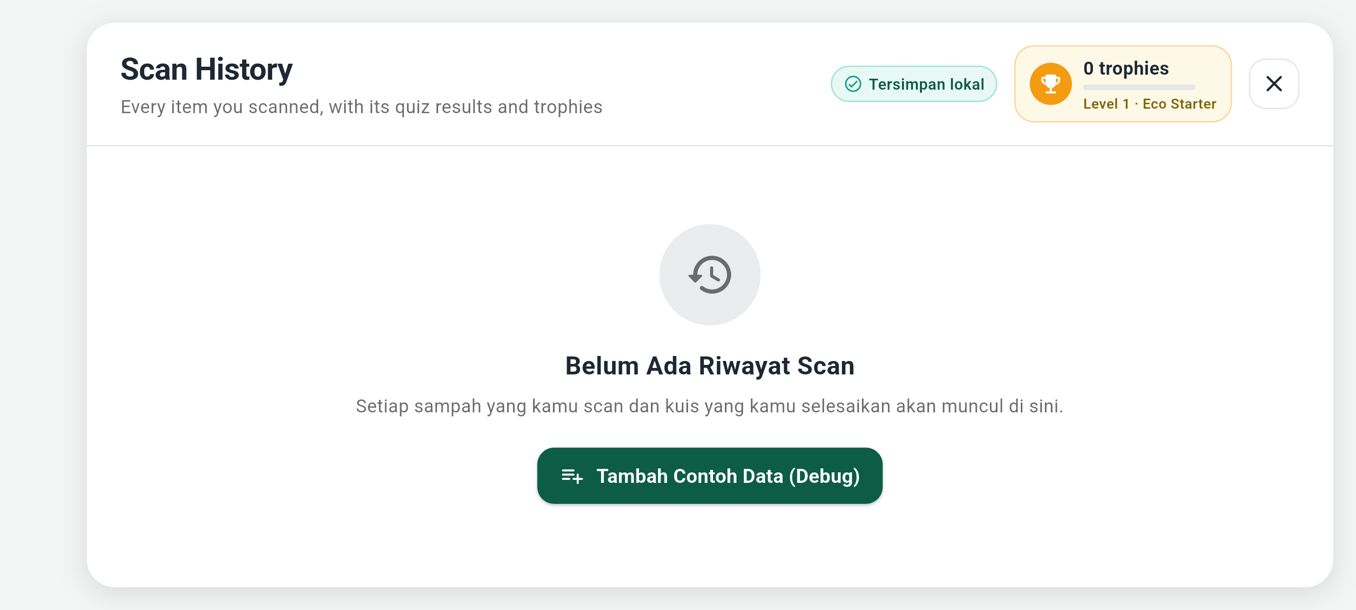 Scan History
Every item you scanned, with its quiz results and trophies
Tersimpan lokal
0 trophies
Level 1 · Eco Starter
Belum Ada Riwayat Scan
Setiap sampah yang kamu scan dan kuis yang kamu selesaikan akan muncul di sini.
Tambah Contoh Data (Debug)